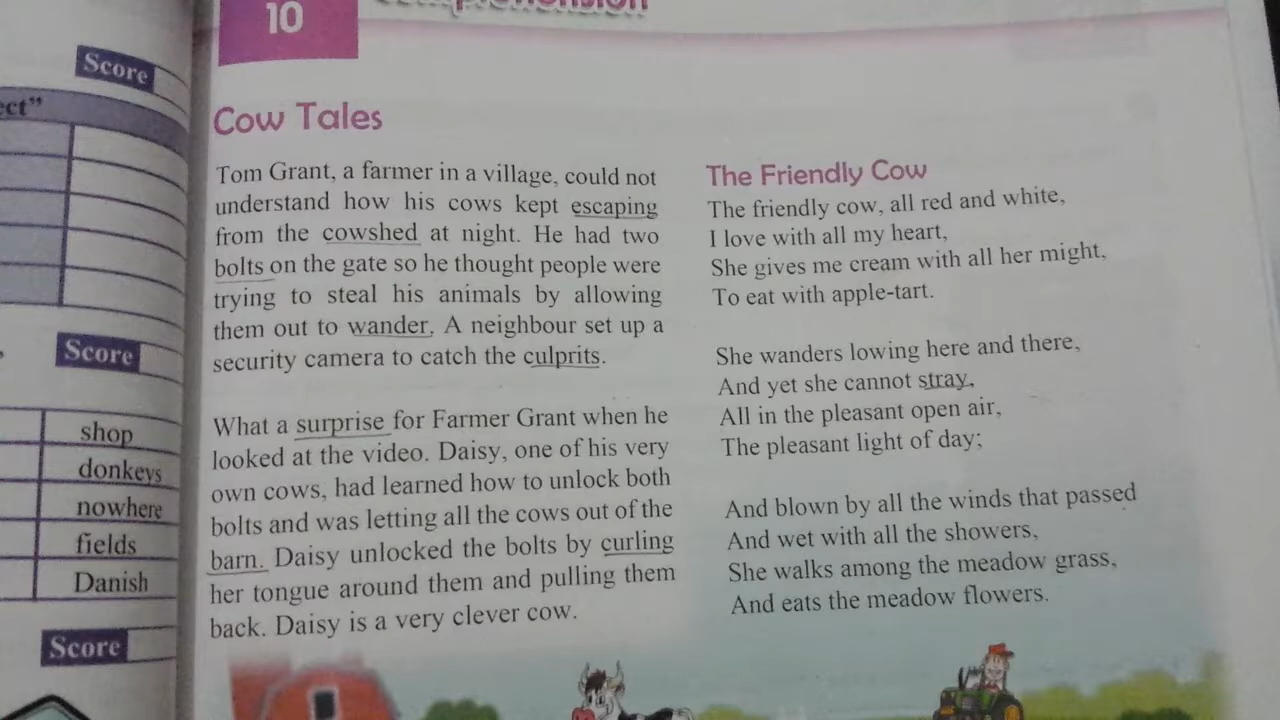 Score
ect"
Score
shop
donkeys
nowhere
fields
Danish
Score
10
Comprehension
Cow Tales
Tom Grant, a farmer in a village, could not
understand how his cows kept escaping
from the cowshed at night. He had two
bolts on the gate so he thought people were
trying to steal his animals by allowing
them out to wander. A neighbour set up a
security camera to catch the culprits.
What a surprise for Farmer Grant when he
looked at the video. Daisy, one of his very
own cows, had learned how to unlock both
bolts and was letting all the cows out of the
barn. Daisy unlocked the bolts by curling
her tongue around them and pulling them
back. Daisy is a very clever cow.
The Friendly Cow
The friendly cow, all red and white,
I love with all my heart,
She gives me cream with all her might,
To eat with apple-tart.
She wanders lowing here and there,
And yet she cannot stray,
All in the pleasant open air,
The pleasant light of day;
And blown by all the winds that passed
And wet with all the showers,
She walks among the meadow grass,
And eats the meadow flowers.